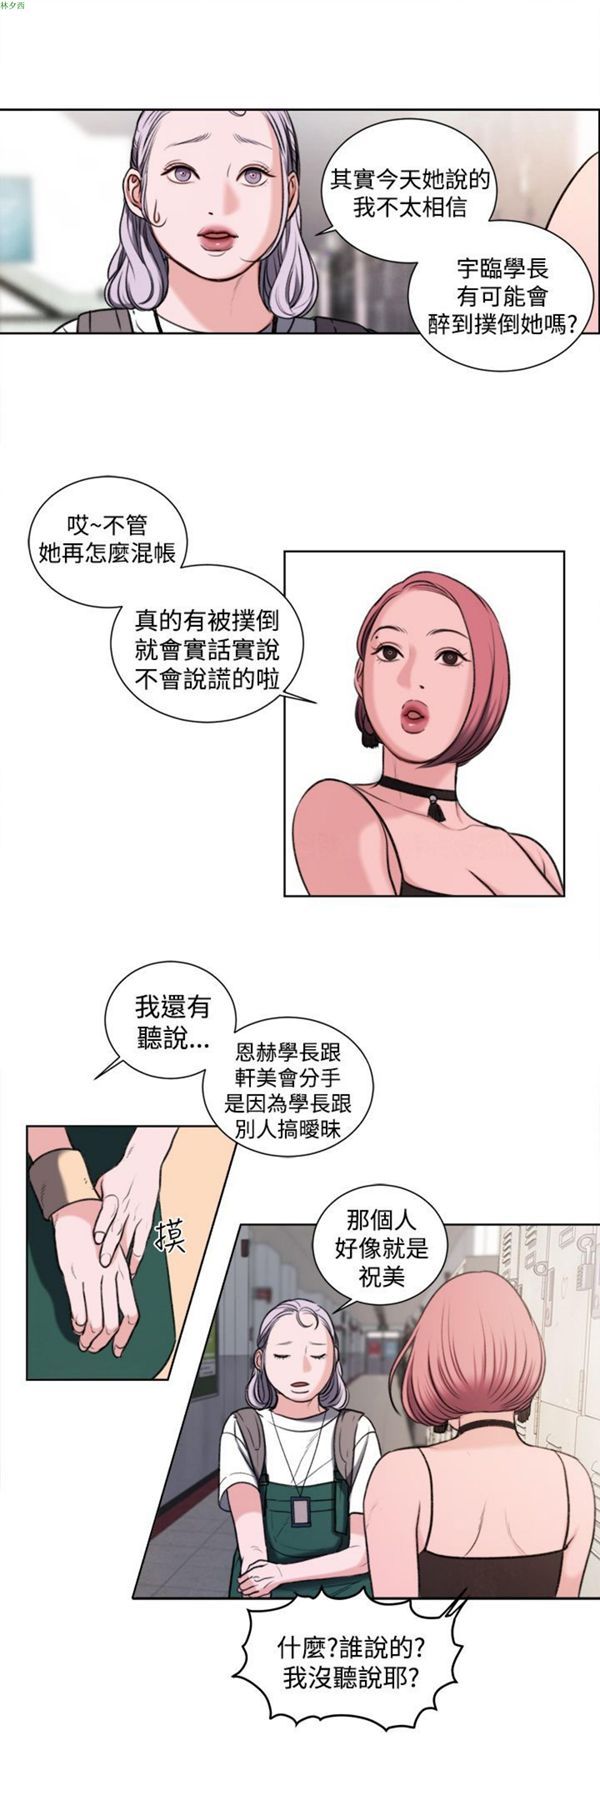 林夕西
其實今天她說的
我不太相信
宇臨學長
有可能會
醉到撲倒她嗎?
哎~不管
她再怎麼混帳
真的有被撲倒
就會實話實說
不會說謊的啦
我還有
聽說...
恩赫學長跟
軒美會分手
是因為學長跟
別人搞曖昧
摸
那個人
好像就是
祝美
什麼?誰說的?
我沒聽說耶?